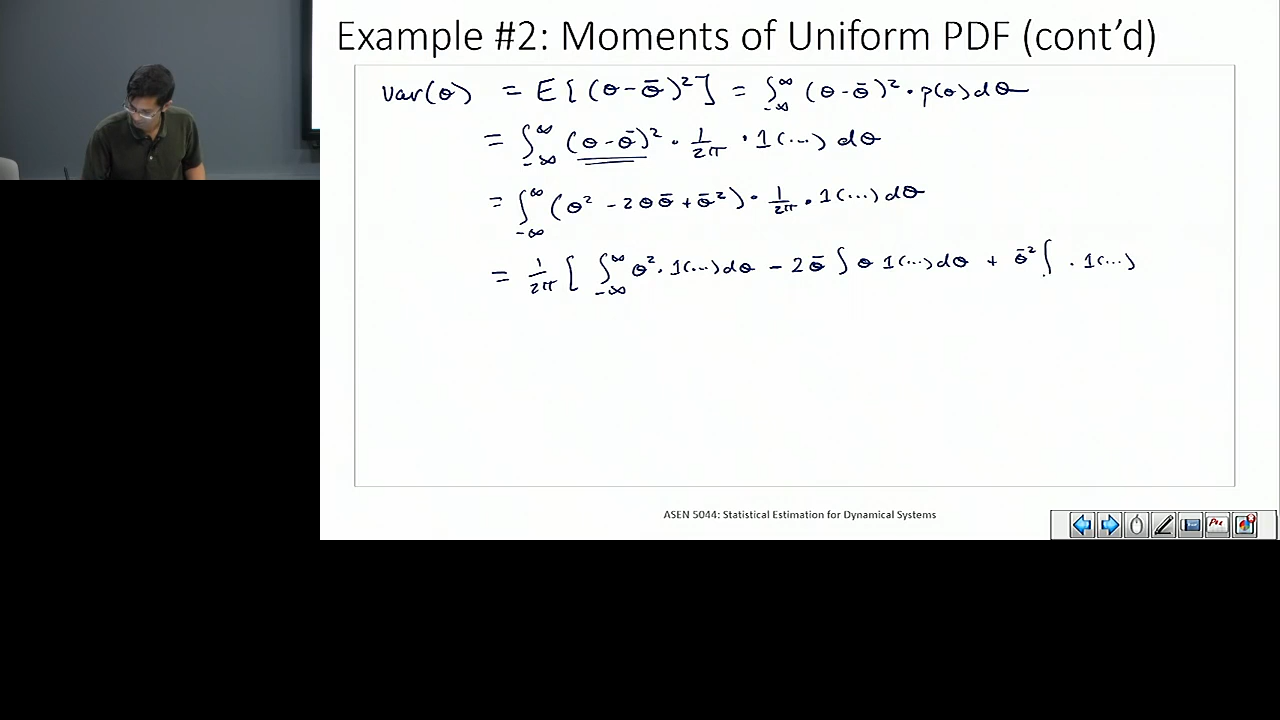 Example #2: Moments of Uniform PDF (cont’d)
var(θ) = E[(θ-θ̄)²] = ∫_{-∞}^{∞} (θ-θ̄)² · p(θ)dθ
= ∫_{-∞}^{∞} (θ-θ̄)² · 1/2π · 1(...) dθ
= ∫_{-∞}^{∞} (θ² - 2θθ̄ + θ̄²) · 1/2π · 1(...) dθ
= 1/2π [ ∫_{-∞}^{∞} θ² · 1(...)dθ - 2θ̄ ∫ θ 1(...)dθ + θ̄² ∫ · 1(...)
ASEN 5044: Statistical Estimation for Dynamical Systems